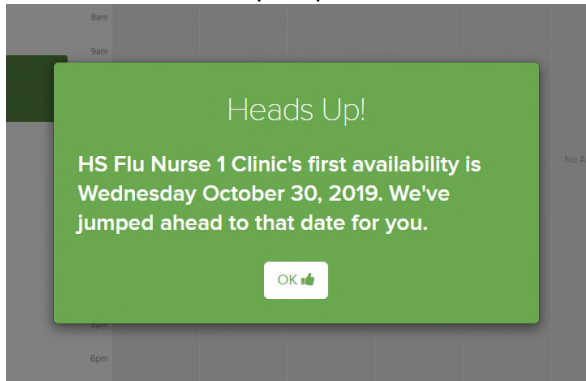 8am
9am
Heads Up!
HS Flu Nurse 1 Clinic's first availability is
Wednesday October 30, 2019. We've
jumped ahead to that date for you.
No A
OK
5pm
6pm